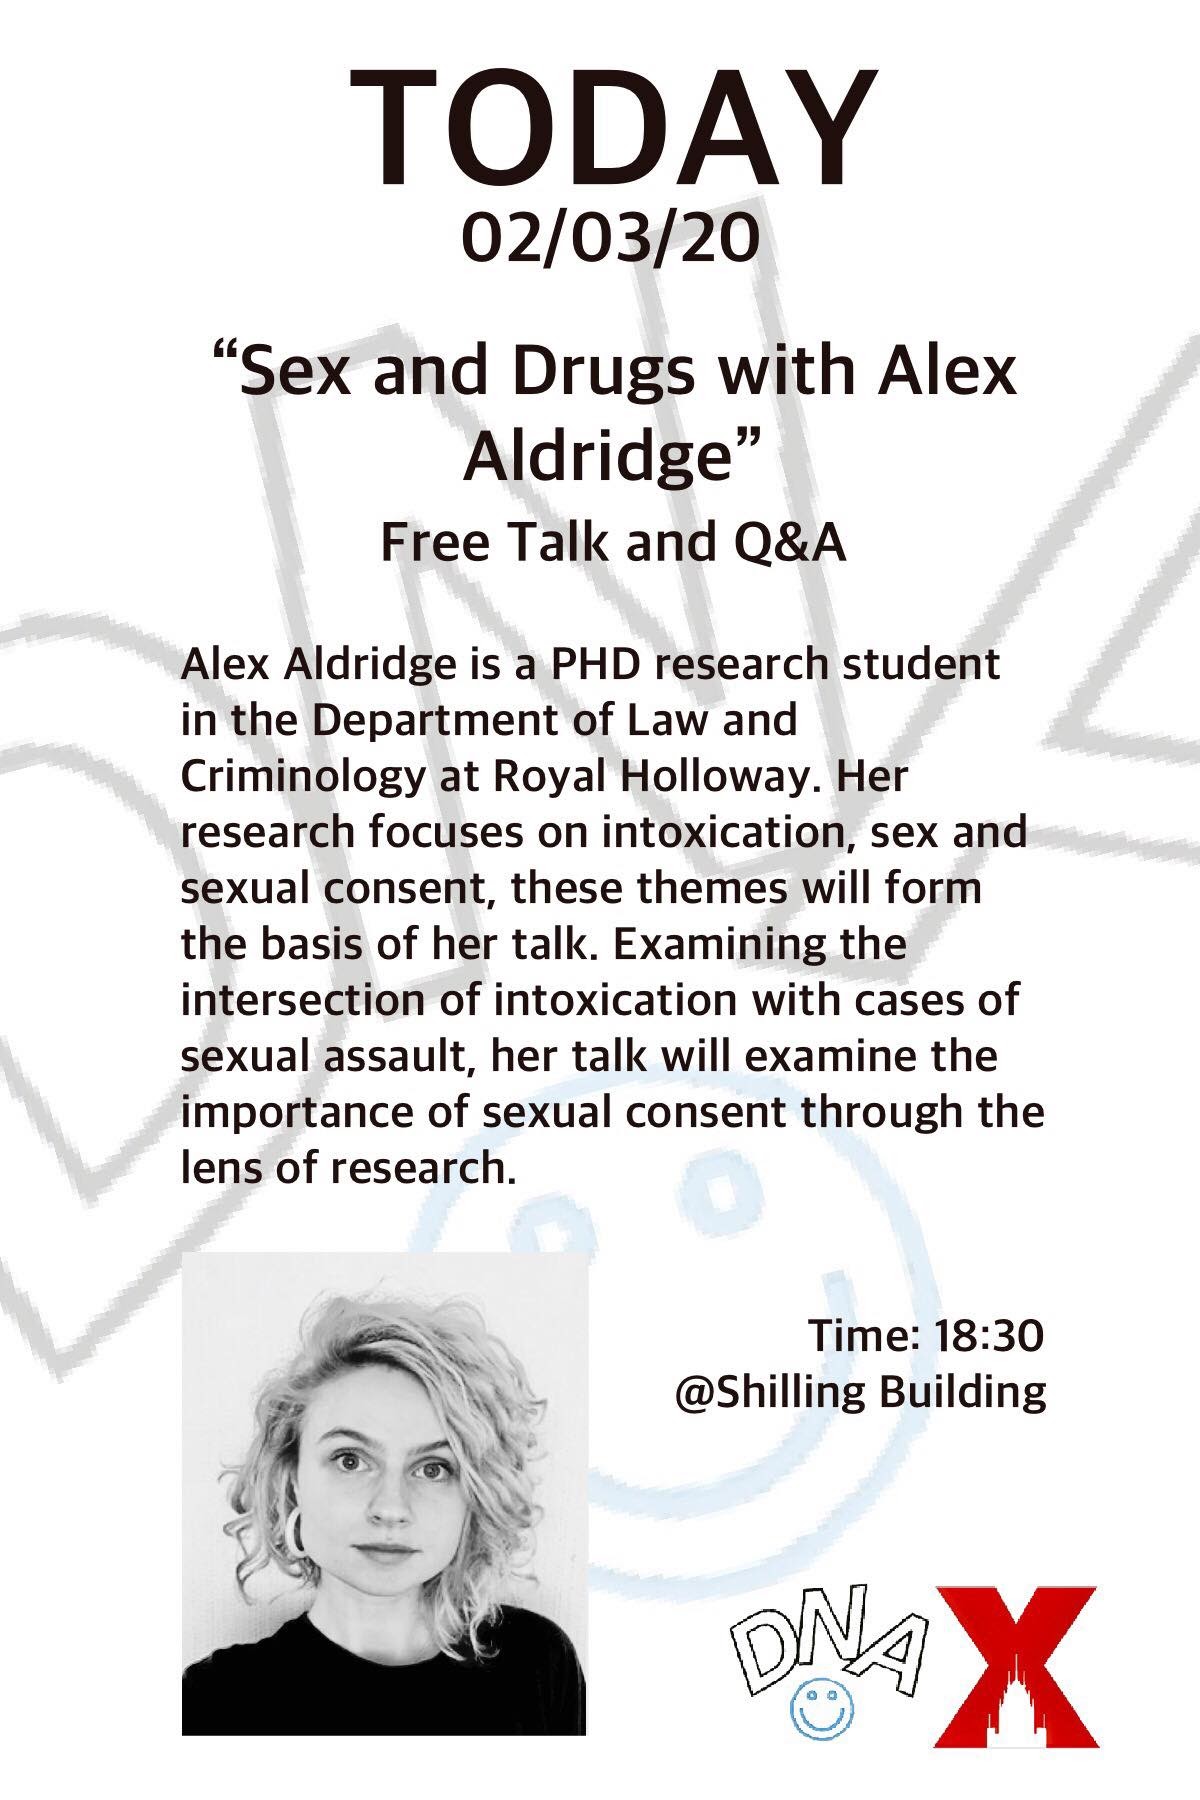 TODAY
02/03/20
“Sex and Drugs with Alex
Aldridge”
Free Talk and Q&A
Alex Aldridge is a PHD research student
in the Department of Law and
Criminology at Royal Holloway. Her
research focuses on intoxication, sex and
sexual consent, these themes will form
the basis of her talk. Examining the
intersection of intoxication with cases of
sexual assault, her talk will examine the
importance of sexual consent through the
lens of research.
Time: 18:30
@Shilling Building
DNA X